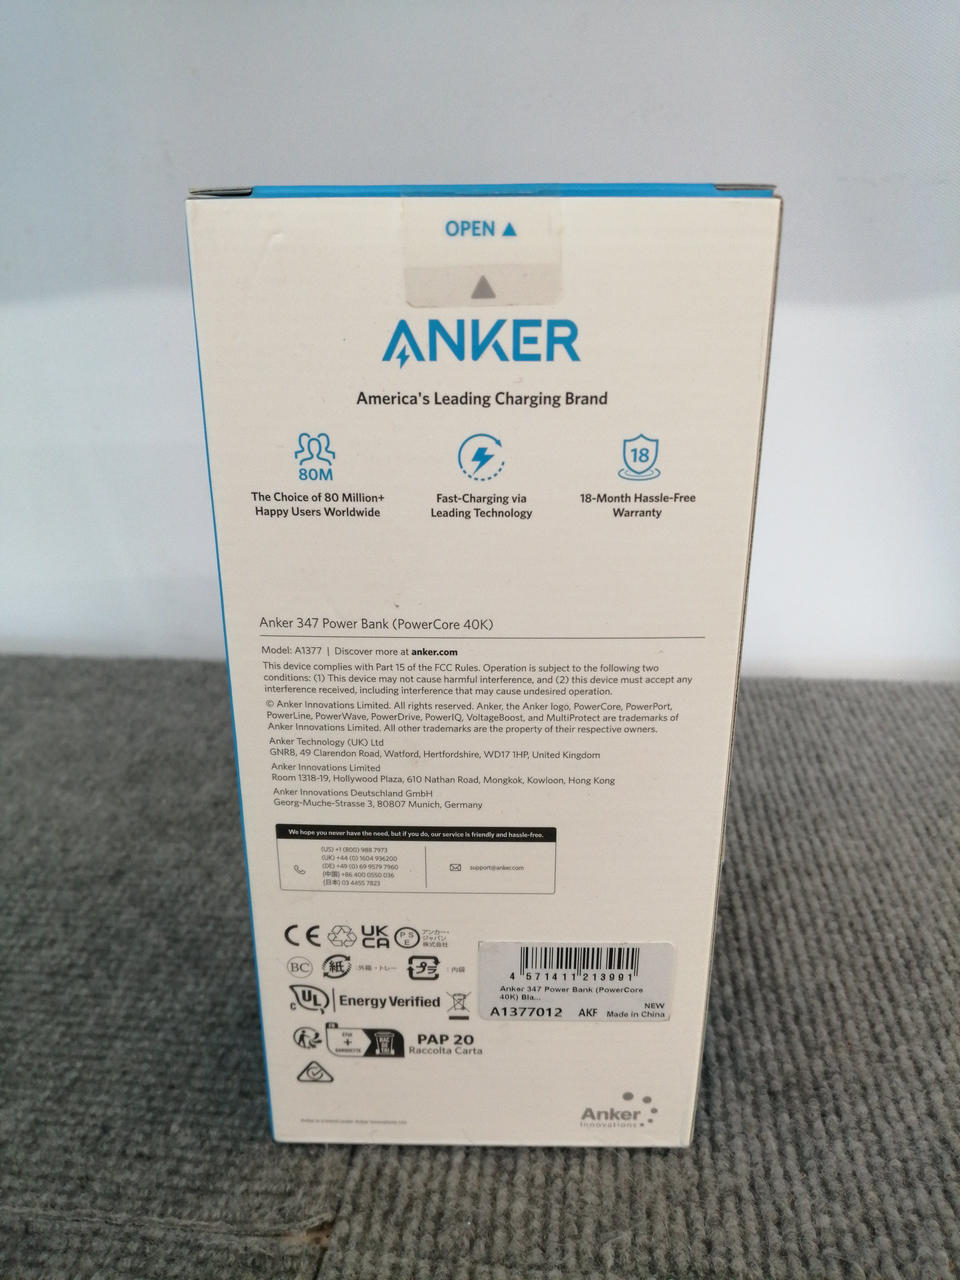 OPEN
ANKER
America's Leading Charging Brand
80M
The Choice of 80 Million+
Happy Users Worldwide
Fast-Charging via
Leading Technology
18
18-Month Hassle-Free
Warranty
Anker 347 Power Bank (PowerCore 40K)
Model: A1377 | Discover more at anker.com
This device complies with Part 15 of the FCC Rules. Operation is subject to the following two
conditions: (1) This device may not cause harmful interference, and (2) this device must accept any
interference received, including interference that may cause undesired operation.
© Anker Innovations Limited. All rights reserved. Anker, the Anker logo, PowerCore, PowerPort,
PowerLine, PowerWave, PowerDrive, PowerIQ, VoltageBoost, and MultiProtect are trademarks of
Anker Innovations Limited. All other trademarks are the property of their respective owners.
Anker Technology (UK) Ltd
GNR8, 49 Clarendon Road, Watford, Hertfordshire, WD17 1HP, United Kingdom
Anker Innovations Limited
Room 1318-19, Hollywood Plaza, 610 Nathan Road, Mongkok, Kowloon, Hong Kong
Anker Innovations Deutschland GmbH
Georg-Muche-Strasse 3, 80807 Munich, Germany
We hope you never have the need, but if you do, our service is friendly and hassle-free.
(US) +1 (800) 988 7973
(UK) +44 (0) 1604 936200
(DE) +49 (0) 69 9579 7960
(中国) +86 400 0550 036
(日本) 03 4455 7823
support@anker.com
CE
UK
CA
PSE
アンカー・
ジャパン
株式会社
BC
紙
:外箱・トレー
プラ
:内袋
c UL
Energy Verified
4 571411 213991
Anker 347 Power Bank (PowerCore
40K) Bla...
NEW
A1377012 AKF Made in China
FR
ÉTUI
+
BARQUETTE
BAC
DE
TRI
PAP 20
Raccolta Carta
Anker
Innovations